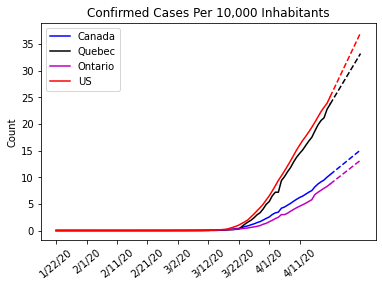 Confirmed Cases Per 10,000 Inhabitants
Canada
Quebec
Ontario
US
Count
35
30
25
20
15
10
5
0
1/22/20
2/1/20
2/11/20
2/21/20
3/2/20
3/12/20
3/22/20
4/1/20
4/11/20